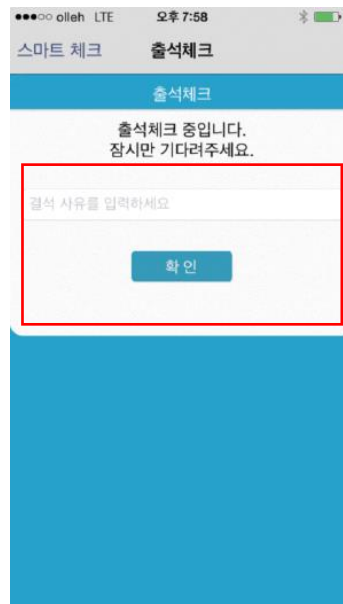 olleh LTE 오후 7:58
스마트 체크 출석체크
출석체크
출석체크 중입니다.
잠시만 기다려주세요.
결석 사유를 입력하세요
확 인